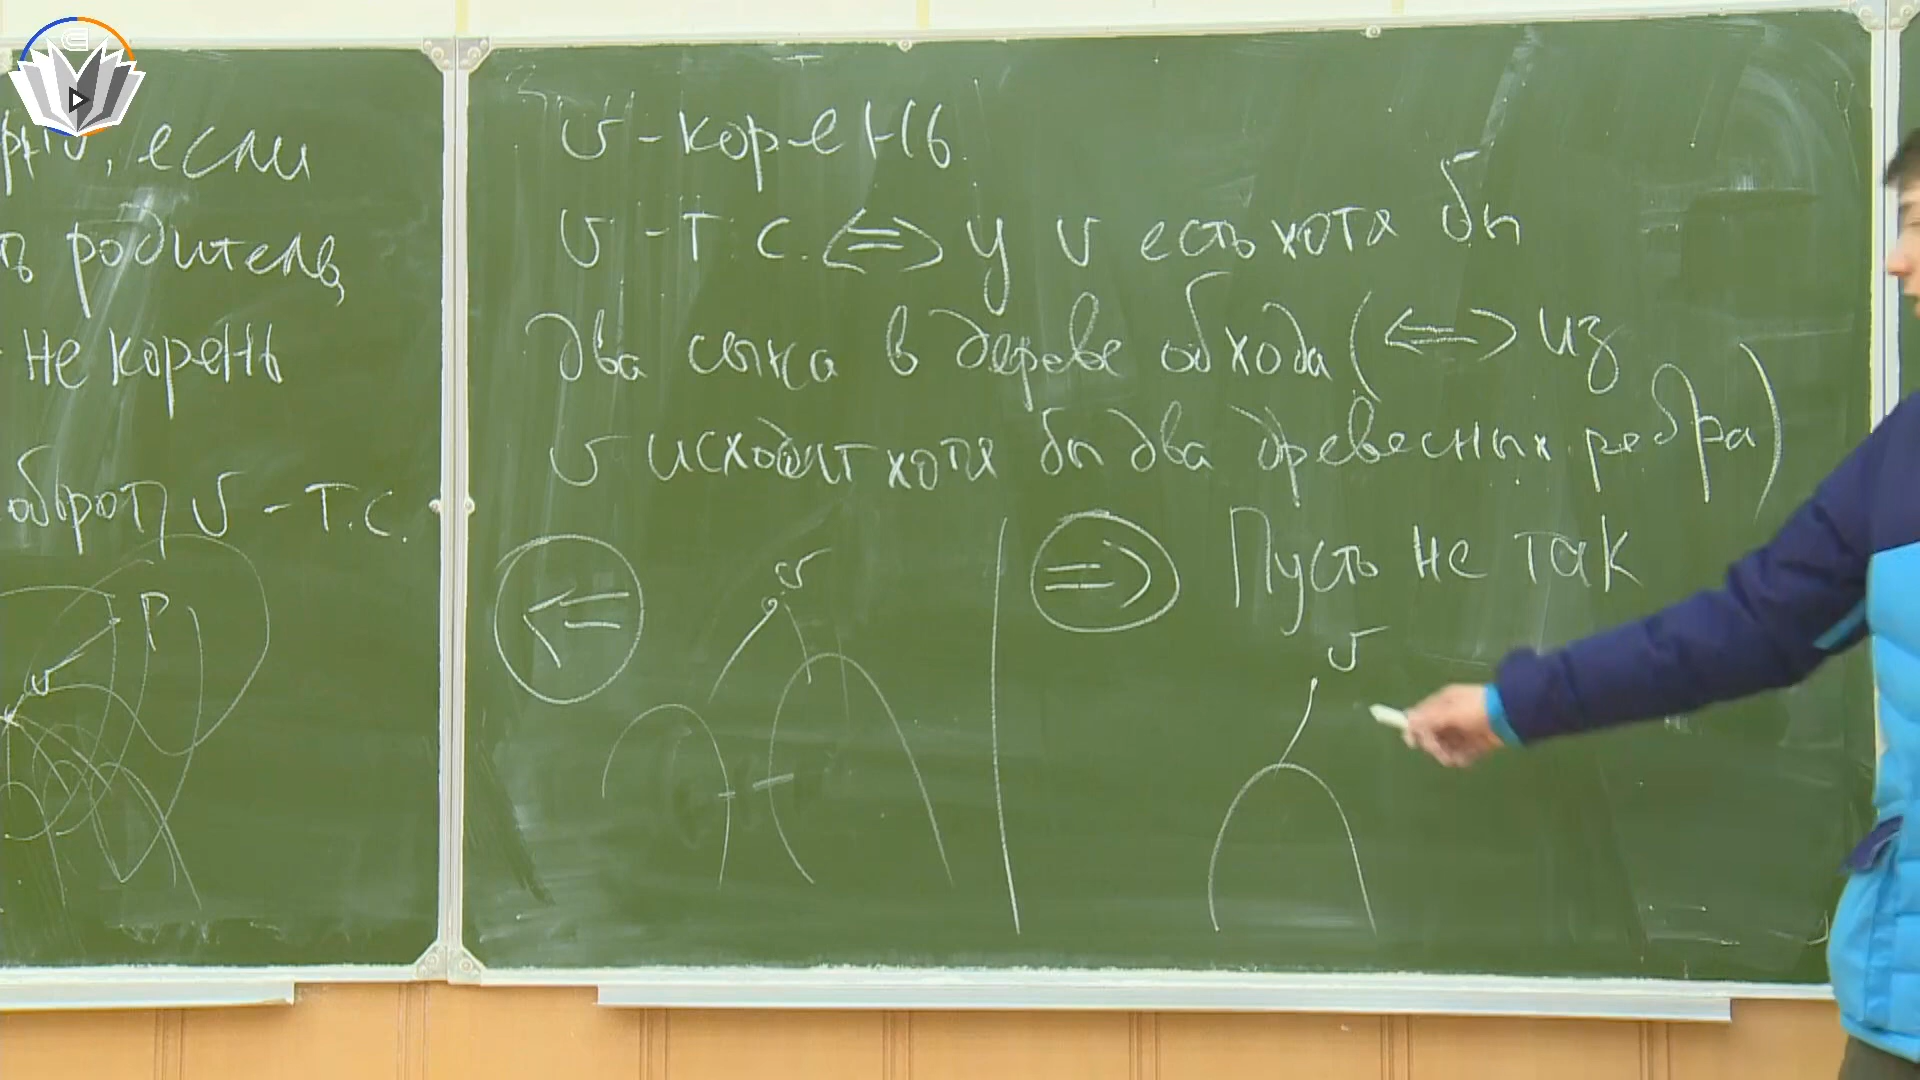 , если
родитель,
не корень
оборот, v - т.с.
P
v
v - корень.
v - т. с. <=> у v есть хотя бы
два сына в дереве обхода (<=> из
v исходит хотя бы два древесных ребра)
<= v
=> Пусть не так
v